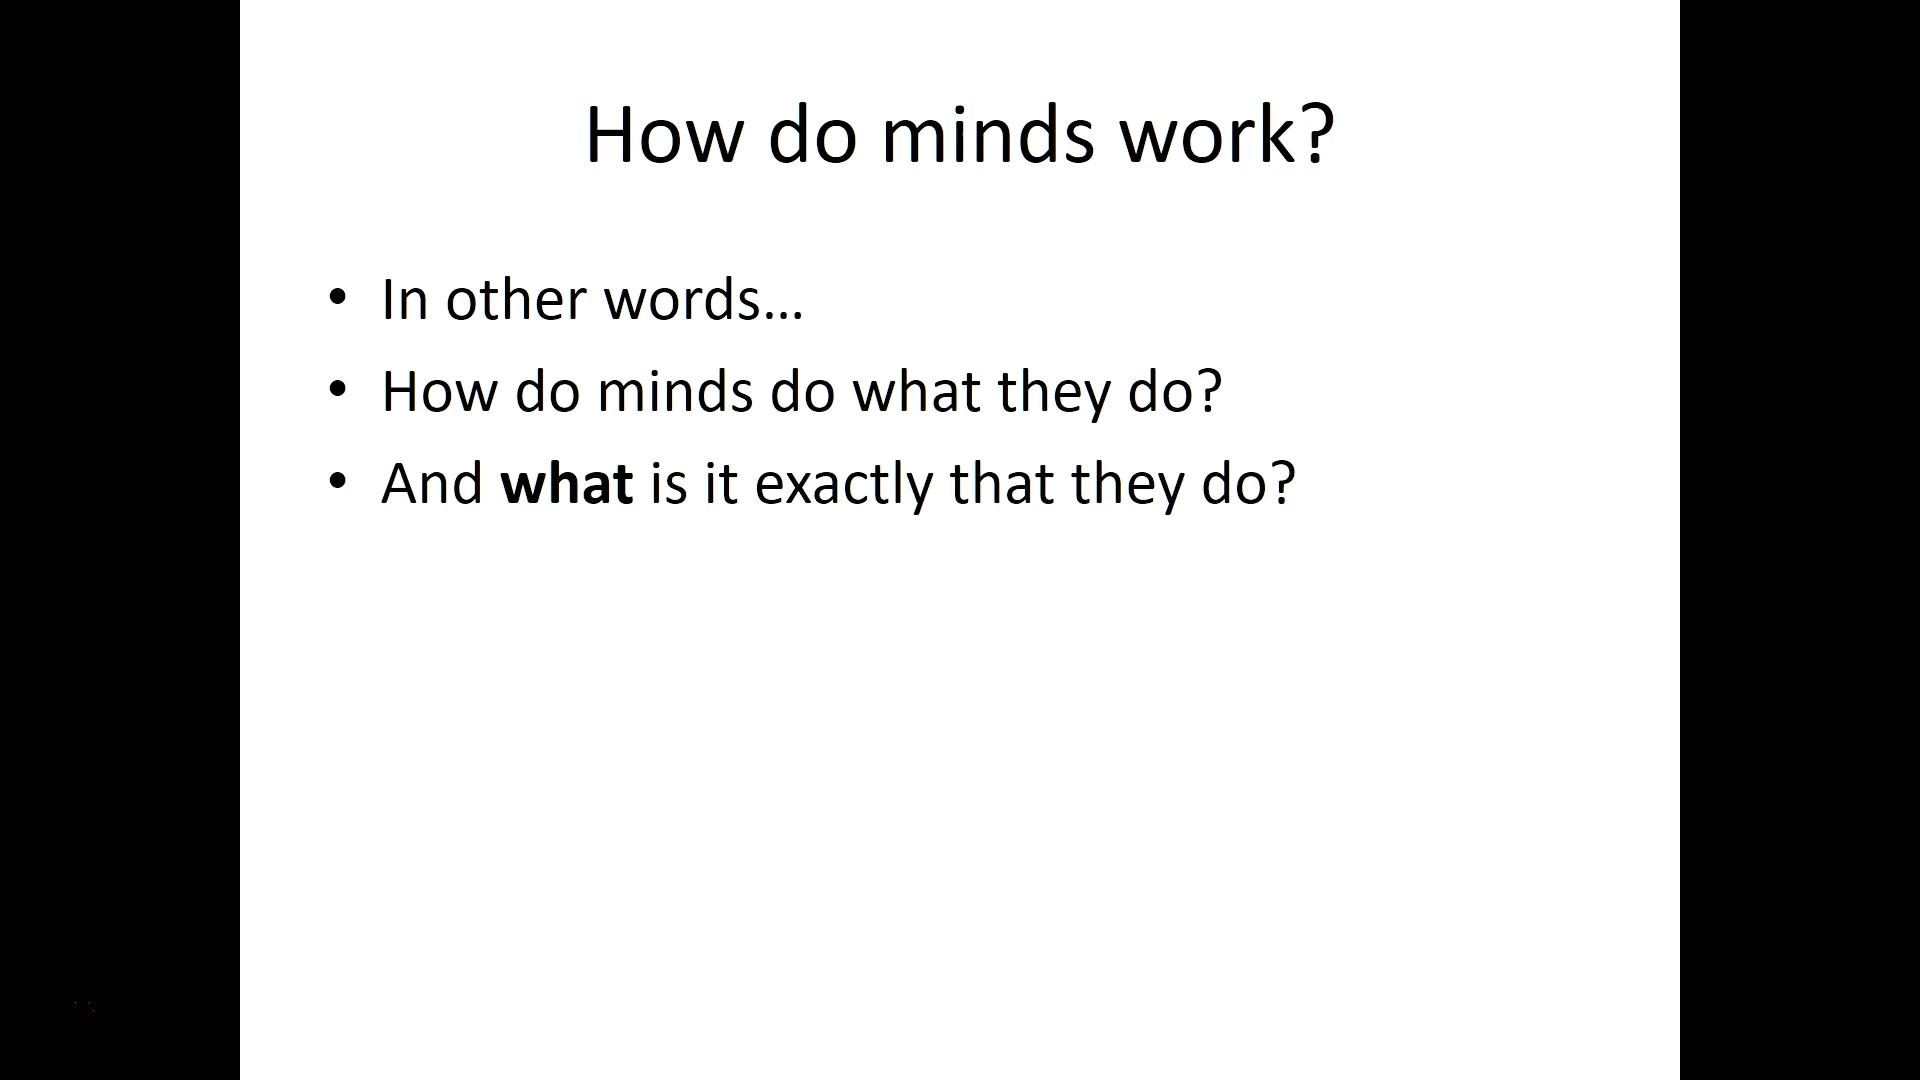 How do minds work?
• In other words…
• How do minds do what they do?
• And what is it exactly that they do?